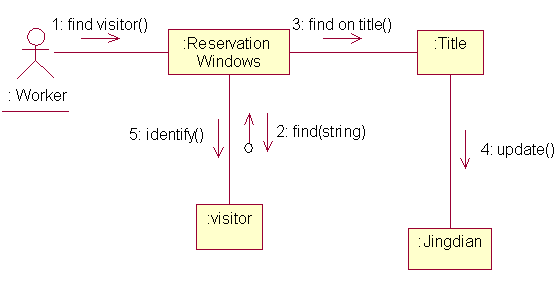 1: find visitor()
3: find on title()
:Reservation
Windows
:Title
: Worker
5: identify()
2: find(string)
4: update()
:visitor
:Jingdian